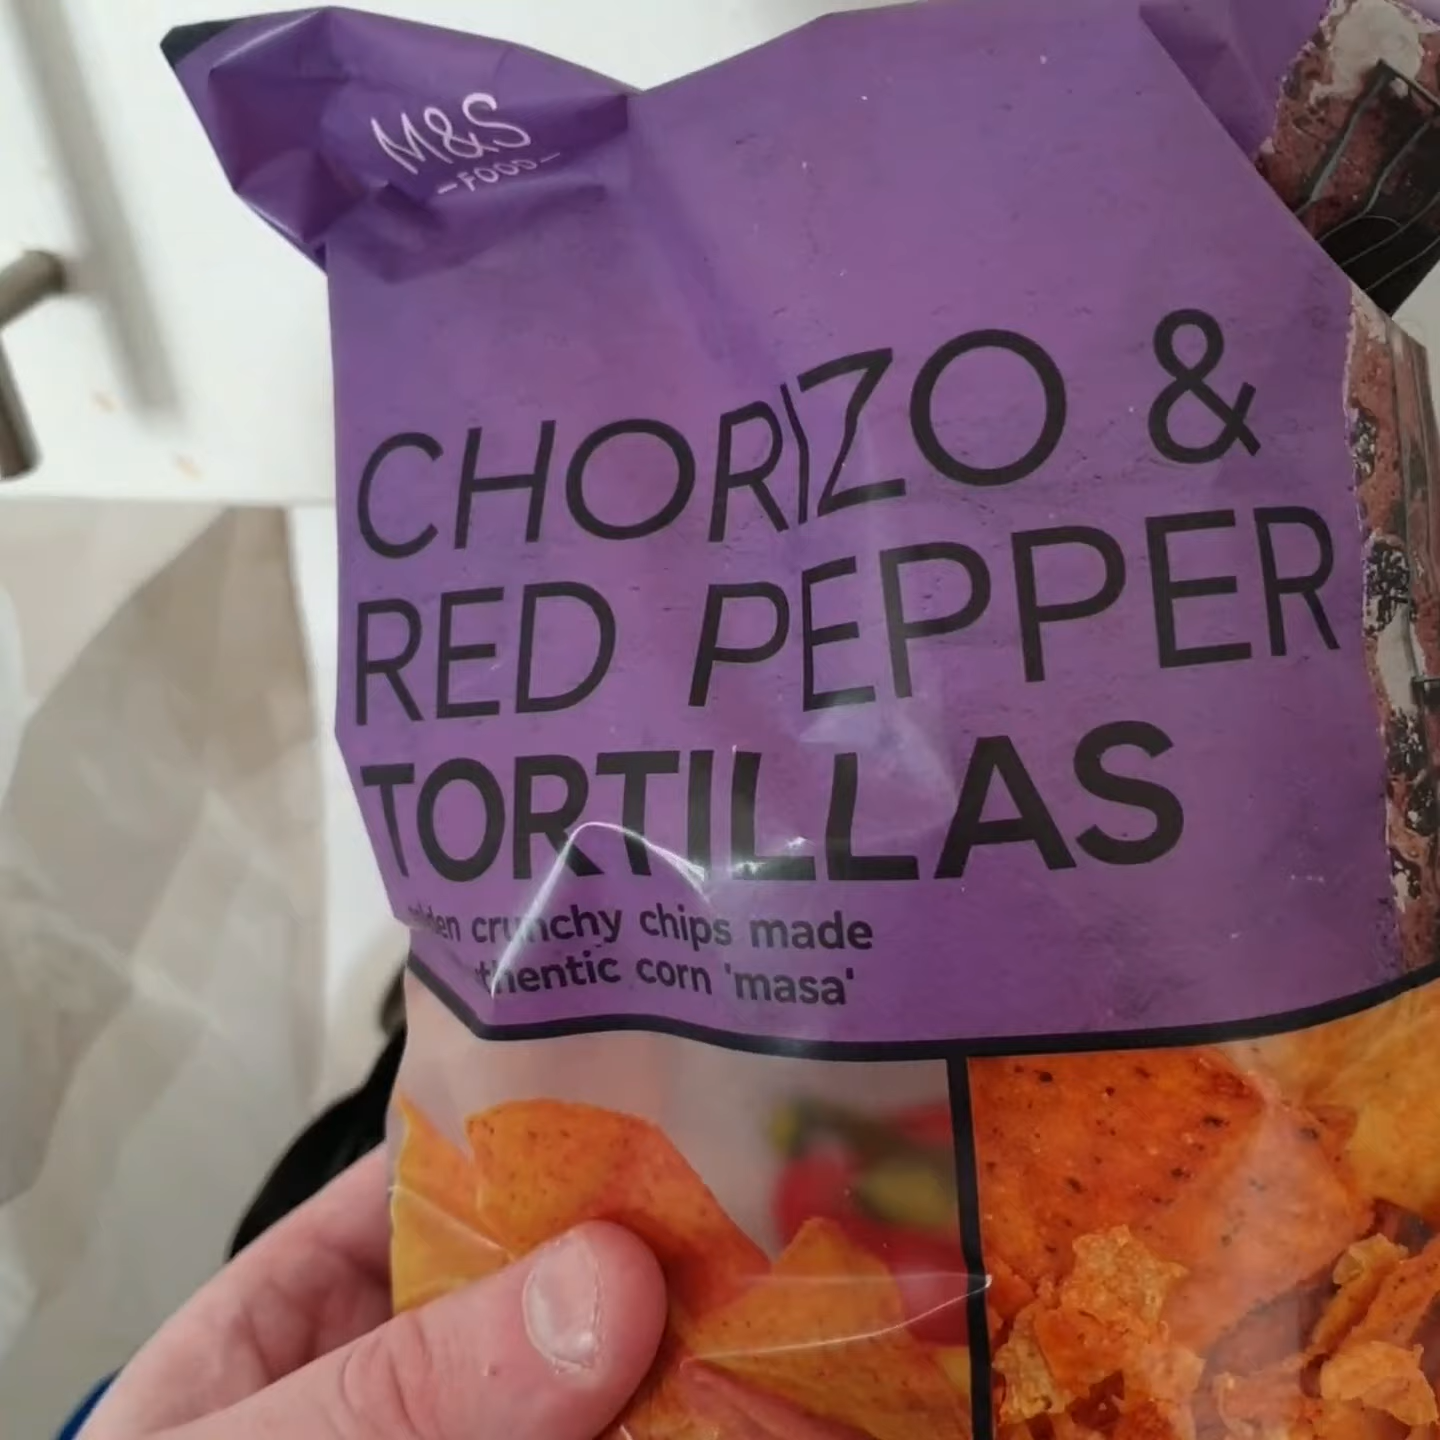 M&S
-FOOD-
CHORIZO &
RED PEPPER
TORTILLAS
crunchy chips made
corn 'masa'